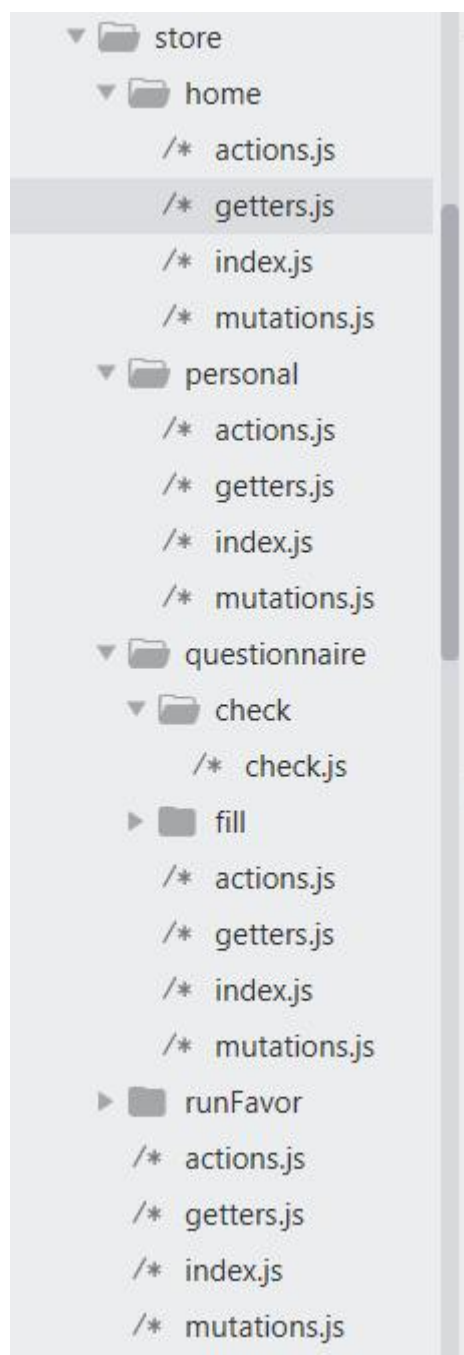 store
home
/* actions.js
/* getters.js
/* index.js
/* mutations.js
personal
/* actions.js
/* getters.js
/* index.js
/* mutations.js
questionnaire
check
/* check.js
fill
/* actions.js
/* getters.js
/* index.js
/* mutations.js
runFavor
/* actions.js
/* getters.js
/* index.js
/* mutations.js